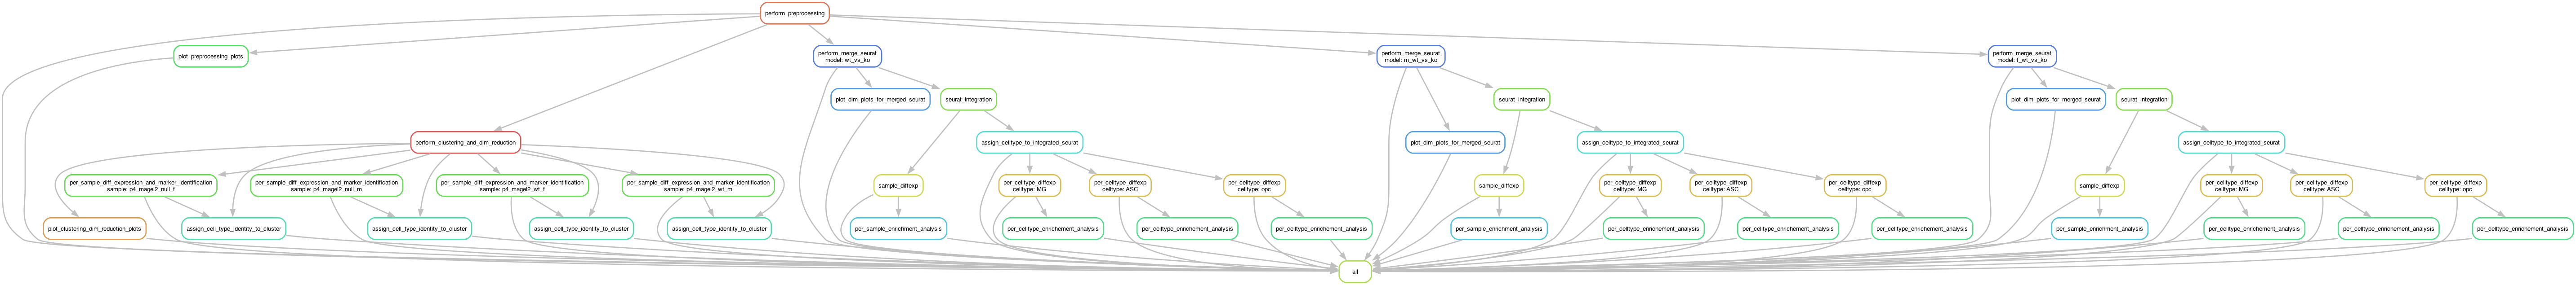 perform_preprocessing
plot_preprocessing_plots
perform_merge_seurat
model: wt_vs_ko
perform_merge_seurat
model: m_wt_vs_ko
perform_merge_seurat
model: f_wt_vs_ko
plot_dim_plots_for_merged_seurat
seurat_integration
seurat_integration
plot_dim_plots_for_merged_seurat
seurat_integration
perform_clustering_and_dim_reduction
assign_celltype_to_integrated_seurat
plot_dim_plots_for_merged_seurat
assign_celltype_to_integrated_seurat
assign_celltype_to_integrated_seurat
per_sample_diff_expression_and_marker_identification
sample: p4_magel2_null_f
per_sample_diff_expression_and_marker_identification
sample: p4_magel2_null_m
per_sample_diff_expression_and_marker_identification
sample: p4_magel2_wt_f
per_sample_diff_expression_and_marker_identification
sample: p4_magel2_wt_m
sample_diffexp
per_celltype_diffexp
celltype: MG
per_celltype_diffexp
celltype: ASC
per_celltype_diffexp
celltype: opc
sample_diffexp
per_celltype_diffexp
celltype: MG
per_celltype_diffexp
celltype: ASC
per_celltype_diffexp
celltype: opc
sample_diffexp
per_celltype_diffexp
celltype: MG
per_celltype_diffexp
celltype: ASC
per_celltype_diffexp
celltype: opc
plot_clustering_dim_reduction_plots
assign_cell_type_identity_to_cluster
assign_cell_type_identity_to_cluster
assign_cell_type_identity_to_cluster
assign_cell_type_identity_to_cluster
per_sample_enrichment_analysis
per_celltype_enrichement_analysis
per_celltype_enrichement_analysis
per_celltype_enrichement_analysis
per_sample_enrichment_analysis
per_celltype_enrichement_analysis
per_celltype_enrichement_analysis
per_celltype_enrichement_analysis
per_sample_enrichment_analysis
per_celltype_enrichement_analysis
per_celltype_enrichement_analysis
per_celltype_enrichement_analysis
all